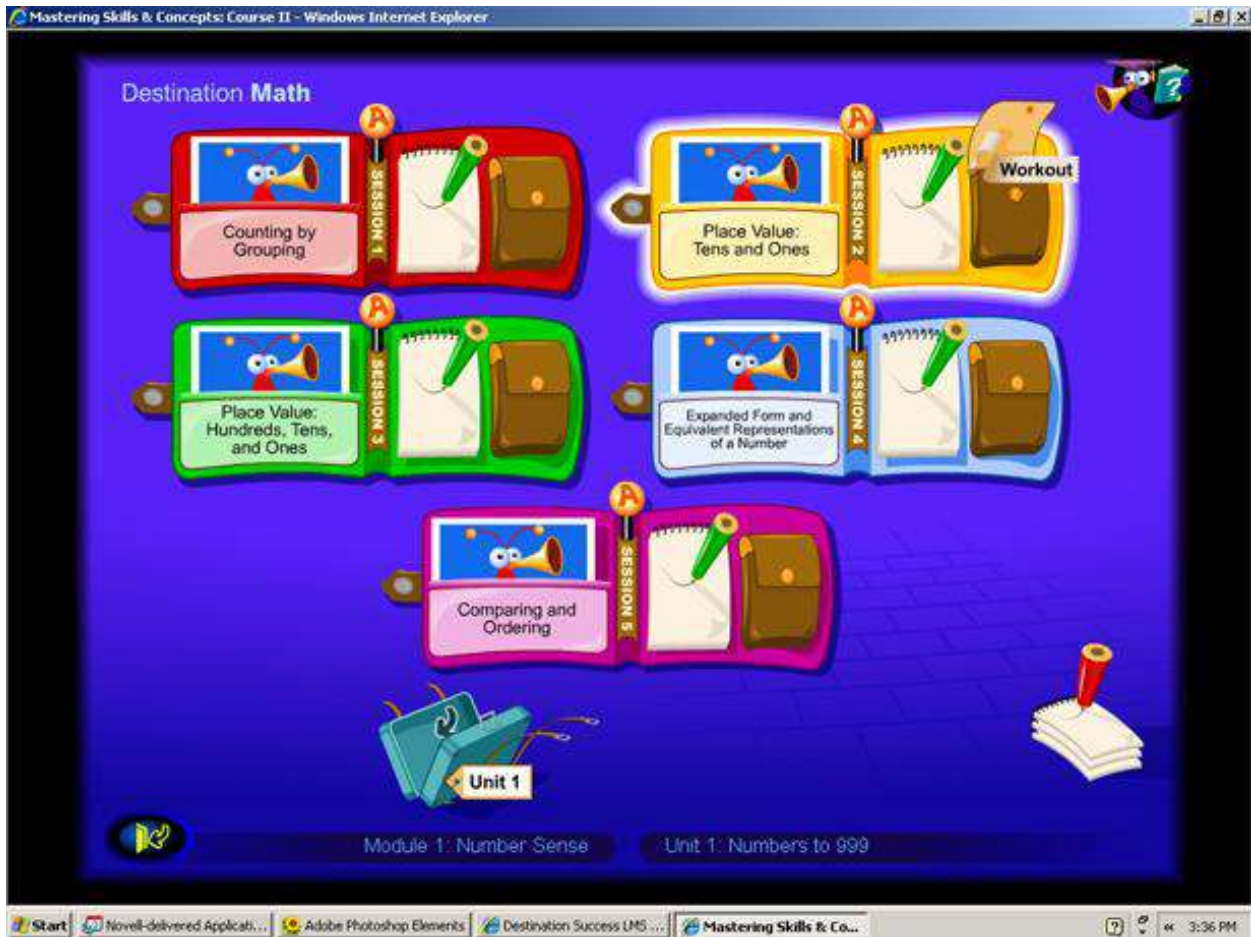 Mastering Skills & Concepts: Course II - Windows Internet Explorer
Destination Math
A
SESSION 1
Counting by
Grouping
A
SESSION 2
Place Value:
Tens and Ones
Workout
?
A
SESSION 3
Place Value:
Hundreds, Tens,
and Ones
A
SESSION 4
Expanded Form and
Equivalent Representations
of a Number
A
SESSION 5
Comparing and
Ordering
Unit 1
Module 1: Number Sense
Unit 1: Numbers to 999
Start
Novell-delivered Applicati...
Adobe Photoshop Elements
Destination Success LMS ...
Mastering Skills & Co...
?
«
3:36 PM